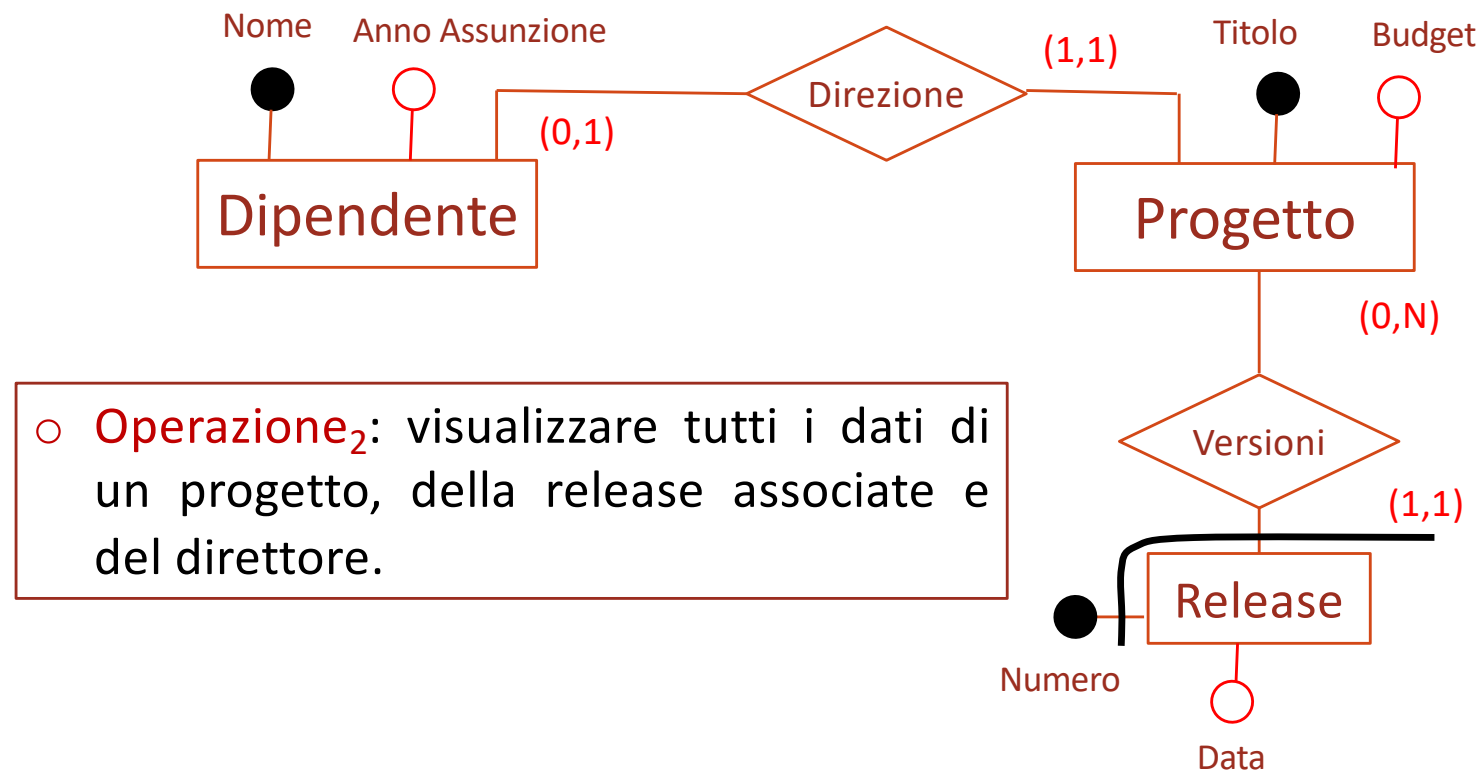 Nome
Anno Assunzione
(0,1)
Direzione
(1,1)
Titolo
Budget
Dipendente
Progetto
(0,N)
○ Operazione₂: visualizzare tutti i dati di
un progetto, della release associate e
del direttore.
Versioni
(1,1)
Release
Numero
Data